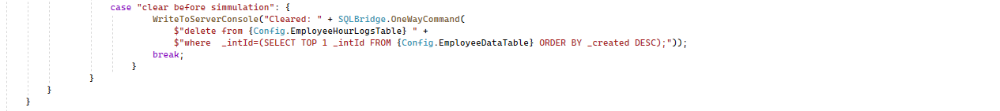 case "clear before simmulation": {
WriteToServerConsole("Cleared: " + SQLBridge.OneWayCommand(
$"delete from {Config.EmployeeHourLogsTable} " +
$"where  _intId=(SELECT TOP 1 _intId FROM {Config.EmployeeDataTable} ORDER BY _created DESC);"));
break;
}
}
}
}